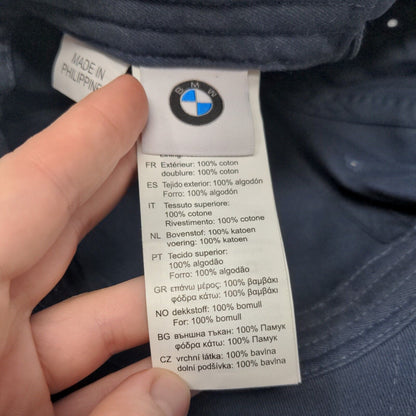 MADE IN
PHILIPPINE
BMW
FR Extérieur: 100% coton
doublure: 100% coton
ES Tejido exterior: 100% algodón
Forro: 100% algodón
IT Tessuto superiore:
100% cotone
Rivestimento: 100% cotone
NL Bovenstof: 100% katoen
voering: 100% katoen
PT Tecido superior:
100% algodão
Forro: 100% algodão
GR επάνω μέρος: 100% βαμβάκι
φόδρα κάτω: 100% βαμβάκι
NO dekkstoff: 100% bomull
For: 100% bomull
BG външна тъкан: 100% Памук
φόδρα κάτω: 100% Памук
CZ vrchní látka: 100% bavlna
dolní podšívka: 100% bavlna